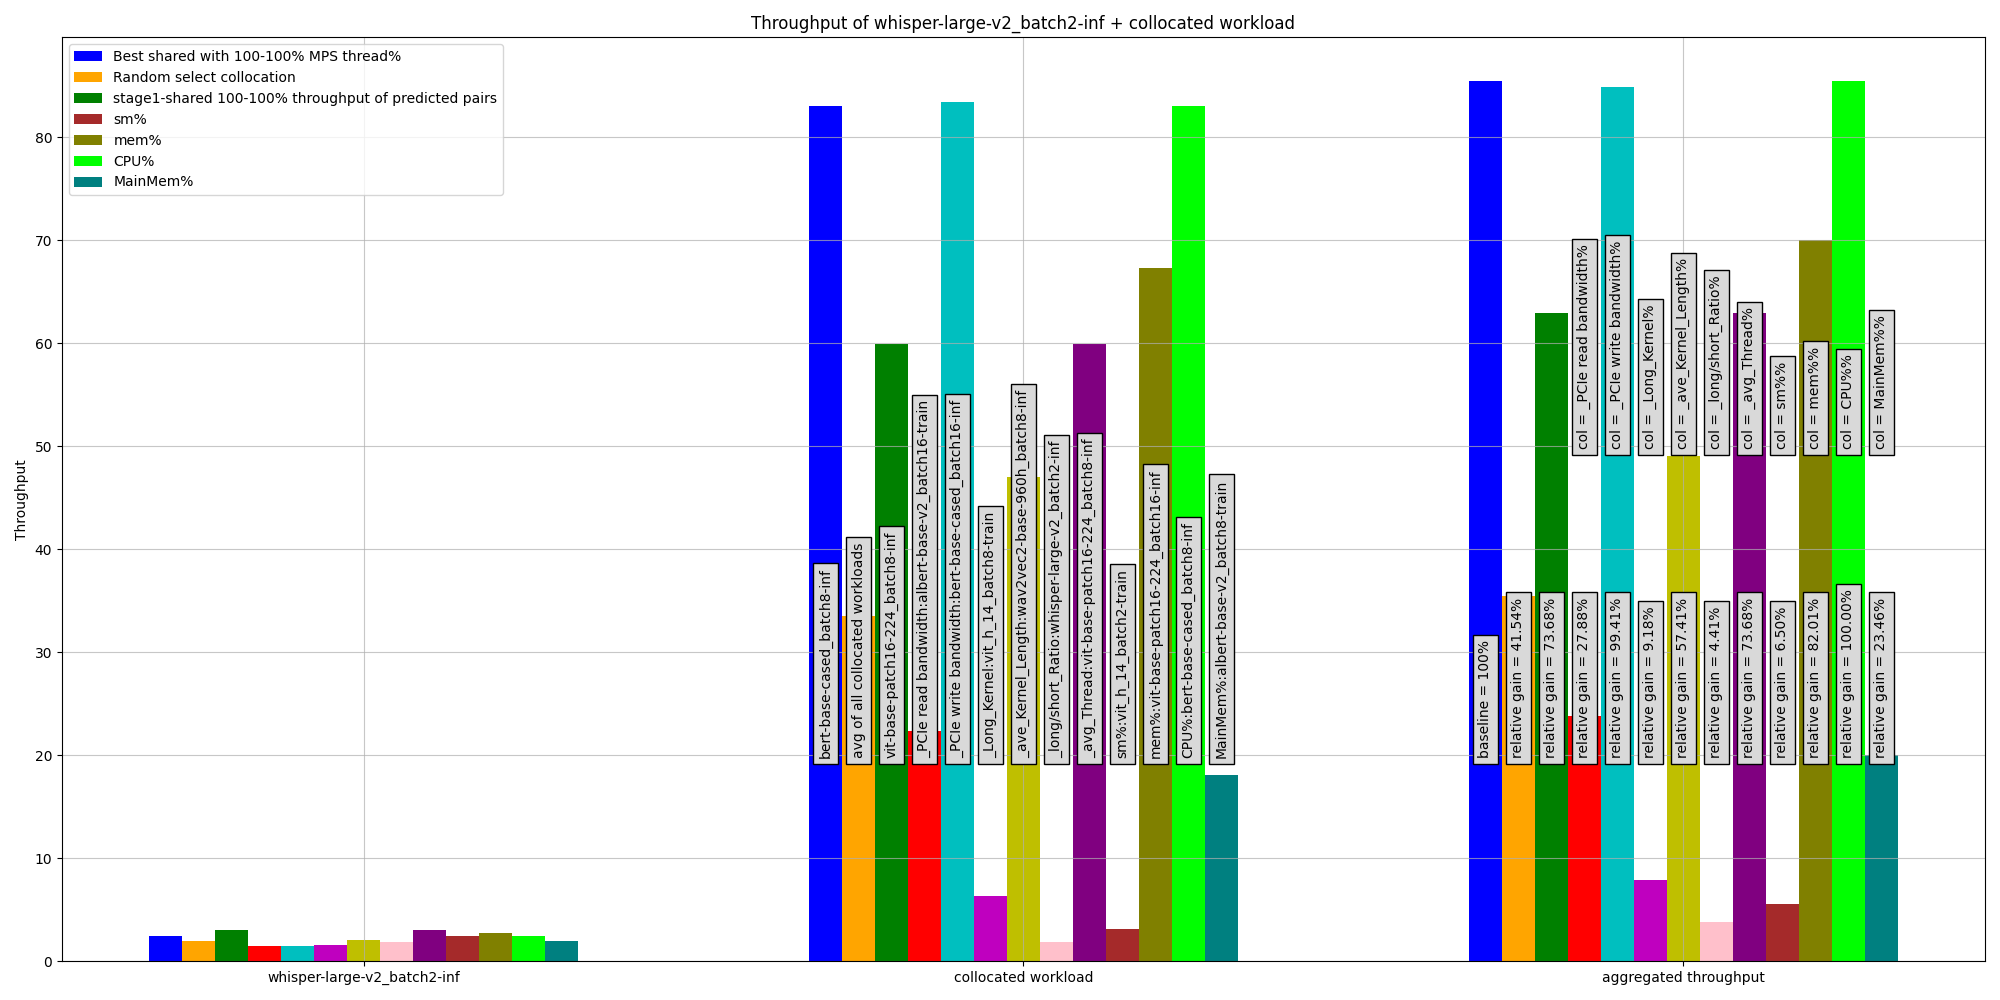 Throughput of whisper-large-v2_batch2-inf + collocated workload
Best shared with 100-100% MPS thread%
Random select collocation
stage1-shared 100-100% throughput of predicted pairs
sm%
mem%
CPU%
MainMem%
Throughput
80
70
60
50
40
30
20
10
0
bert-base-cased_batch8-inf
avg of all collocated workloads
vit-base-patch16-224_batch8-inf
_PCIe read bandwidth:albert-base-v2_batch16-train
_PCIe write bandwidth:bert-base-cased_batch16-inf
_Long_Kernel:vit_h_14_batch8-train
_ave_Kernel_Length:wav2vec2-base-960h_batch8-inf
_long/short_Ratio:whisper-large-v2_batch2-inf
_avg_Thread:vit-base-patch16-224_batch8-inf
sm%:vit_h_14_batch2-train
mem%:vit-base-patch16-224_batch16-inf
CPU%:bert-base-cased_batch8-inf
MainMem%:albert-base-v2_batch8-train
col = _PCIe read bandwidth%
col = _PCIe write bandwidth%
col = _Long_Kernel%
col = _ave_Kernel_Length%
col = _long/short_Ratio%
col = _avg_Thread%
col = sm%%
col = mem%%
col = CPU%%
col = MainMem%%
baseline = 100%
relative gain = 41.54%
relative gain = 73.68%
relative gain = 27.88%
relative gain = 99.41%
relative gain = 9.18%
relative gain = 57.41%
relative gain = 4.41%
relative gain = 73.68%
relative gain = 6.50%
relative gain = 82.01%
relative gain = 100.00%
relative gain = 23.46%
whisper-large-v2_batch2-inf
collocated workload
aggregated throughput